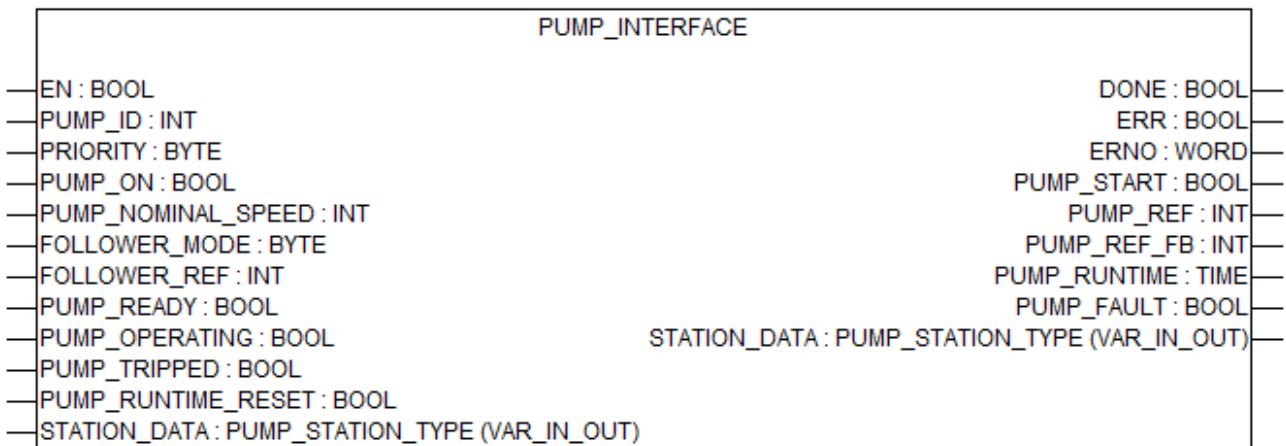 PUMP_INTERFACE
EN : BOOL DONE : BOOL
PUMP_ID : INT ERR : BOOL
PRIORITY : BYTE ERNO : WORD
PUMP_ON : BOOL PUMP_START : BOOL
PUMP_NOMINAL_SPEED : INT PUMP_REF : INT
FOLLOWER_MODE : BYTE PUMP_REF_FB : INT
FOLLOWER_REF : INT PUMP_RUNTIME : TIME
PUMP_READY : BOOL PUMP_FAULT : BOOL
PUMP_OPERATING : BOOL STATION_DATA : PUMP_STATION_TYPE (VAR_IN_OUT)
PUMP_TRIPPED : BOOL
PUMP_RUNTIME_RESET : BOOL
STATION_DATA : PUMP_STATION_TYPE (VAR_IN_OUT)